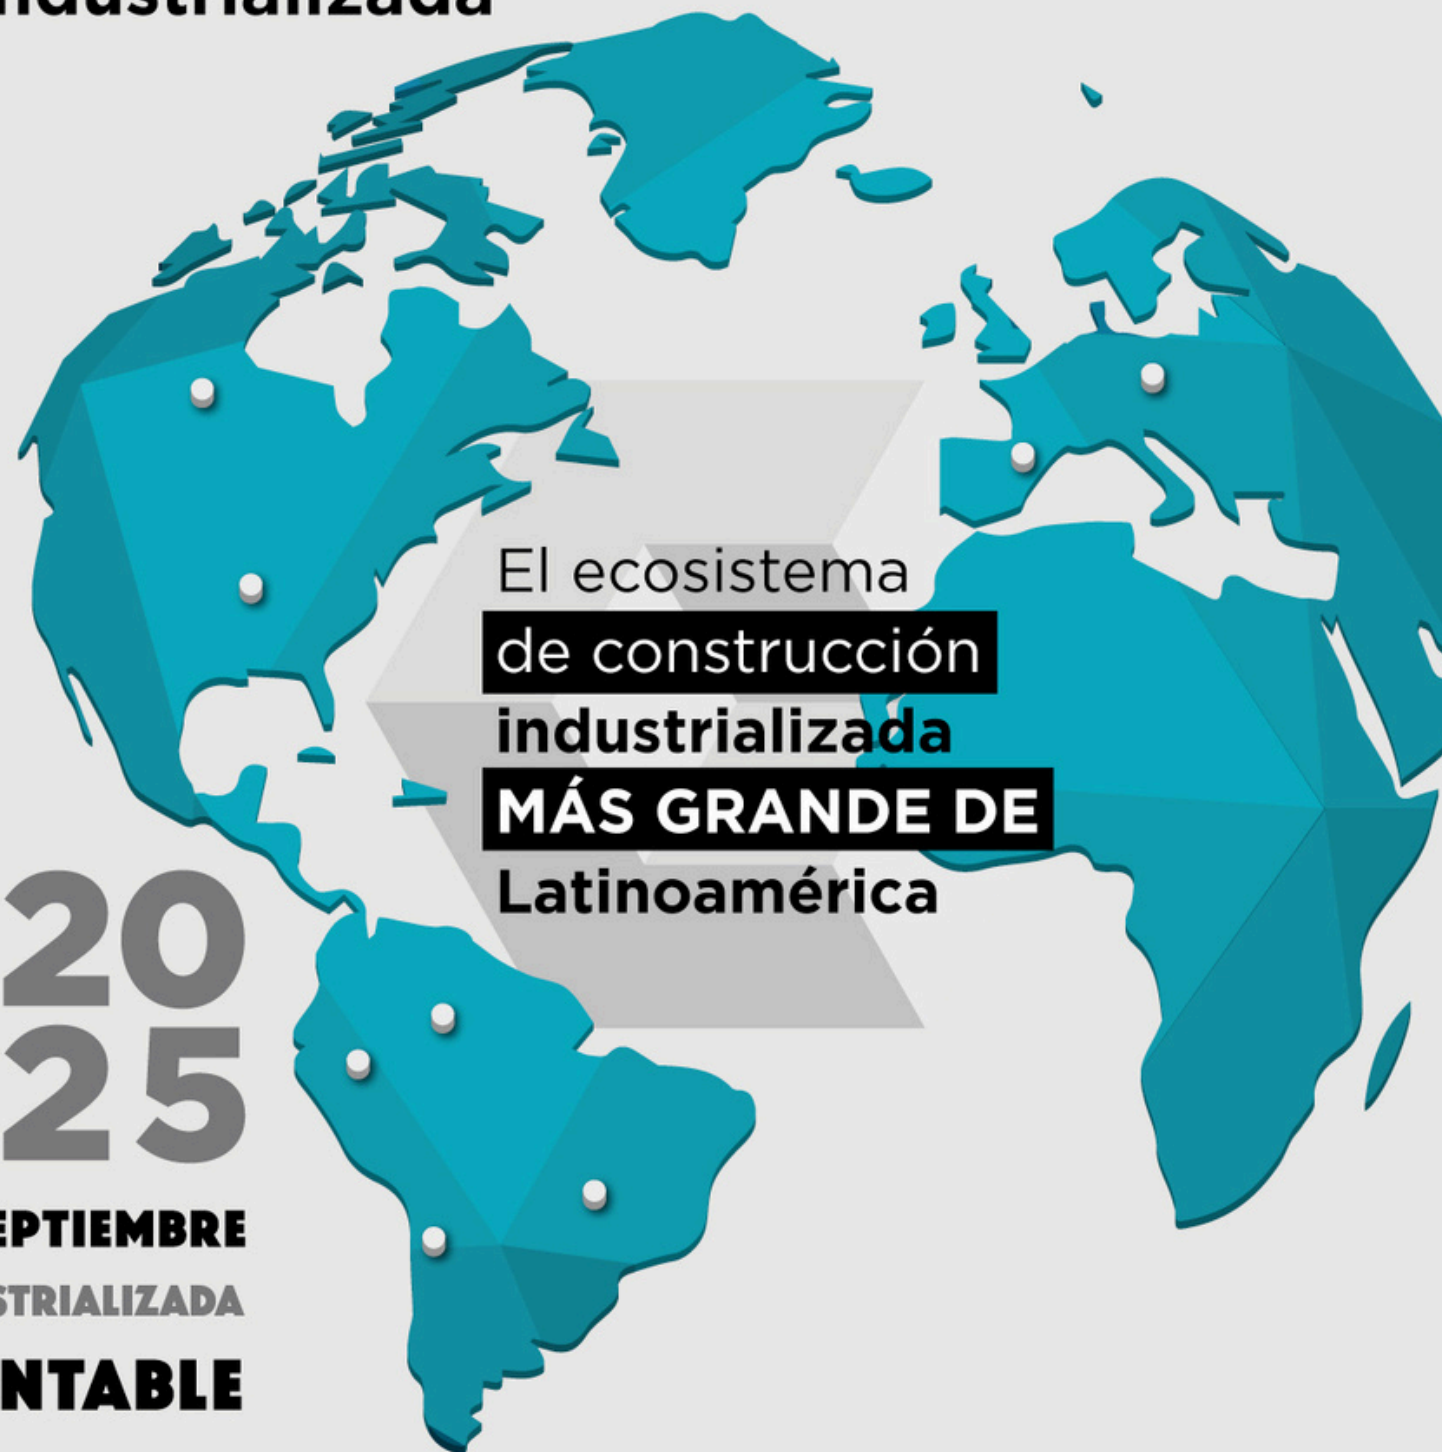 El ecosistema
de construcción
industrializada
MÁS GRANDE DE
Latinoamérica
20
25